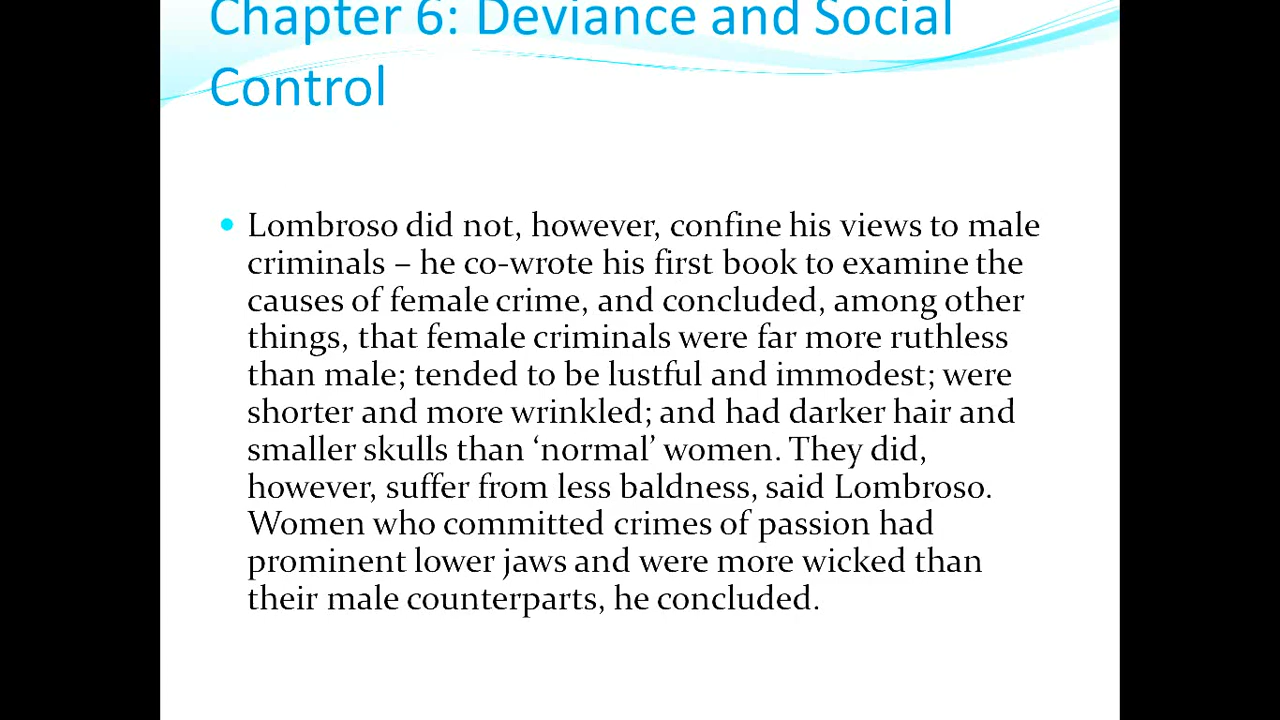 Chapter 6: Deviance and Social
Control
• Lombroso did not, however, confine his views to male
criminals – he co-wrote his first book to examine the
causes of female crime, and concluded, among other
things, that female criminals were far more ruthless
than male; tended to be lustful and immodest; were
shorter and more wrinkled; and had darker hair and
smaller skulls than ‘normal’ women. They did,
however, suffer from less baldness, said Lombroso.
Women who committed crimes of passion had
prominent lower jaws and were more wicked than
their male counterparts, he concluded.